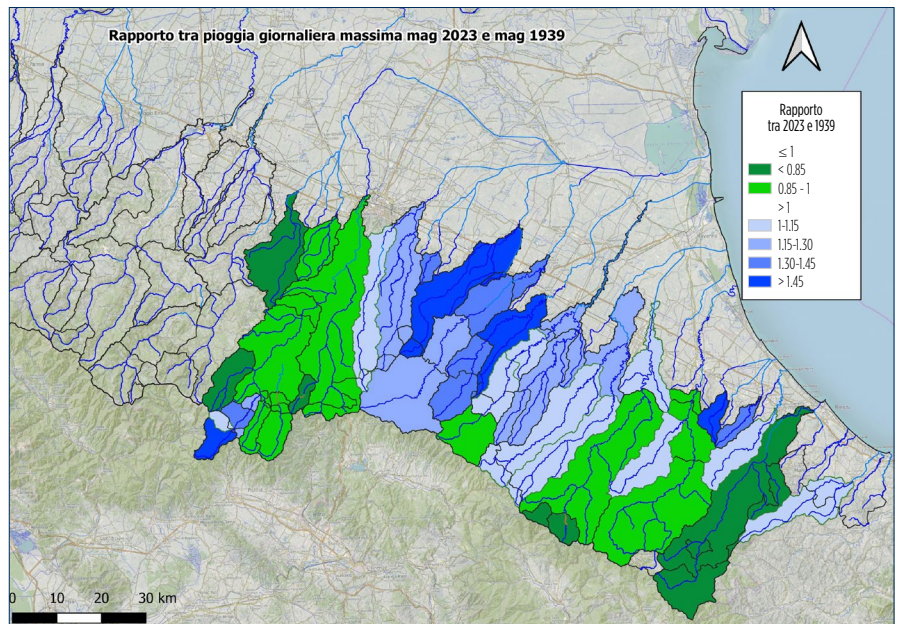 Rapporto tra pioggia giornaliera massima mag 2023 e mag 1939
Rapporto
tra 2023 e 1939
≤ 1
< 0.85
0.85 - 1
> 1
1-1.15
1.15-1.30
1.30-1.45
> 1.45
0 10 20 30 km